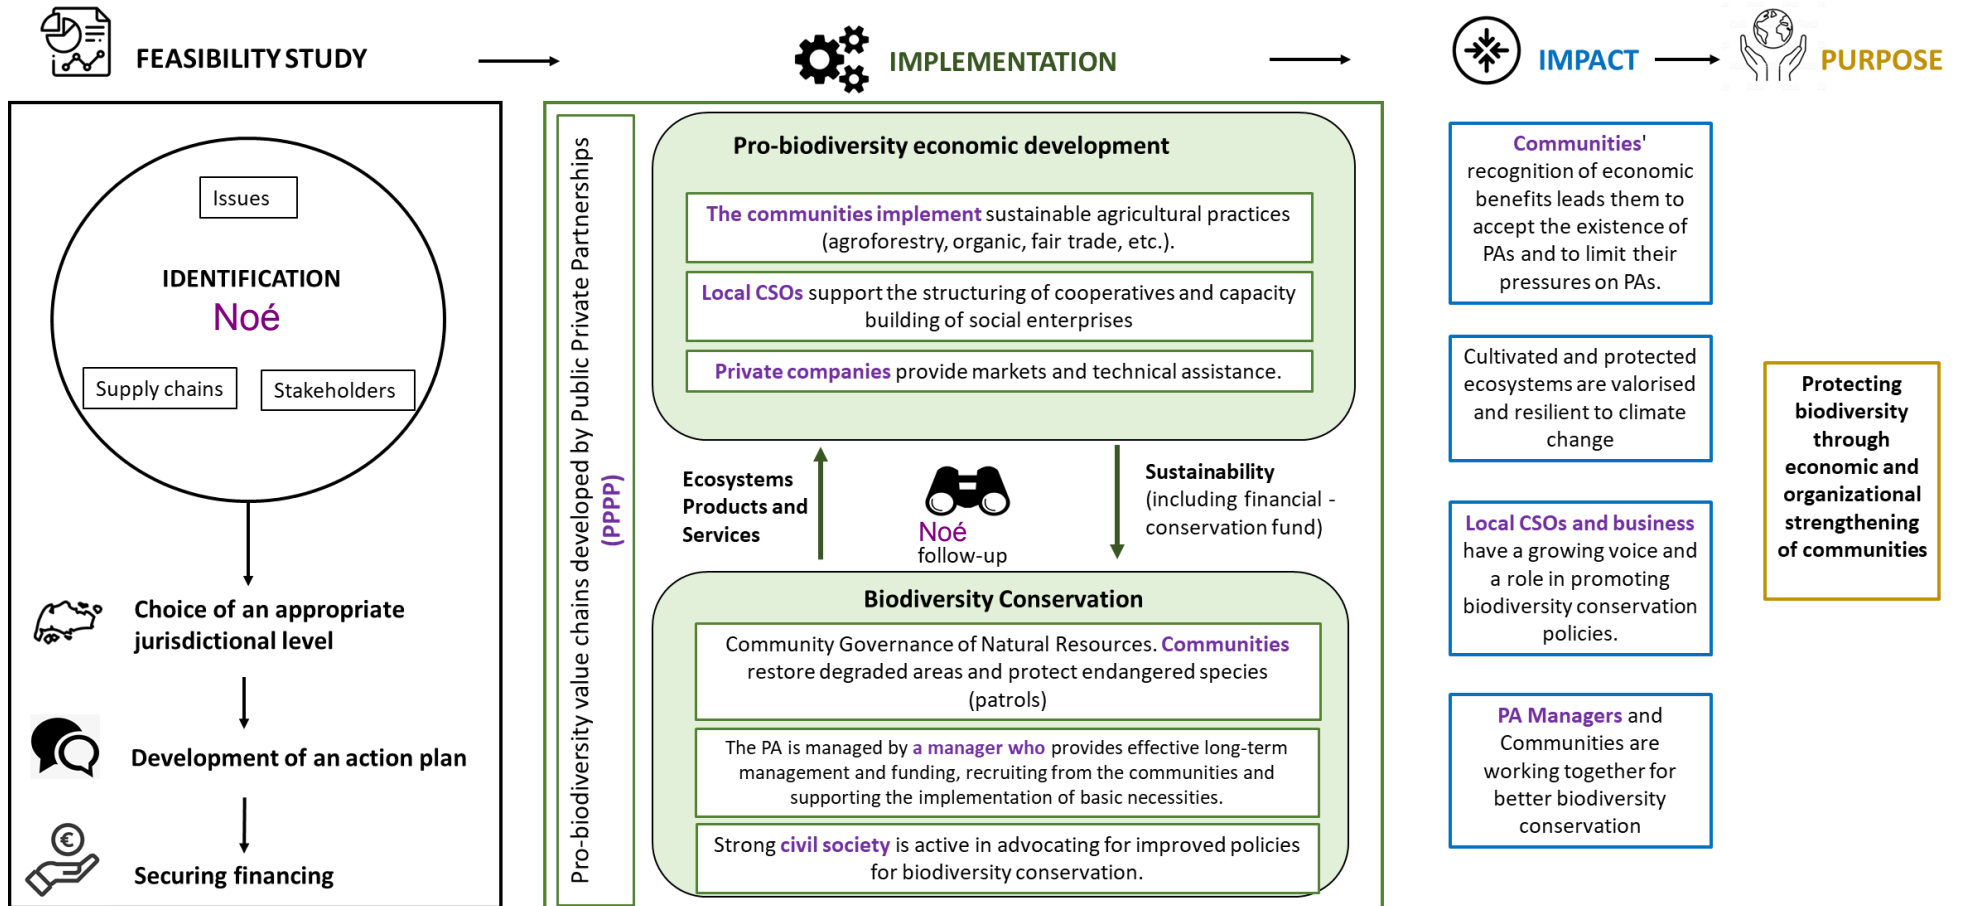 FEASIBILITY STUDY
IMPLEMENTATION
IMPACT
PURPOSE
Issues
IDENTIFICATION
Noé
Supply chains
Stakeholders
Choice of an appropriate
jurisdictional level
Development of an action plan
€
Securing financing
Pro-biodiversity value chains developed by Public Private Partnerships
(PPPP)
Pro-biodiversity economic development
The communities implement sustainable agricultural practices
(agroforestry, organic, fair trade, etc.).
Local CSOs support the structuring of cooperatives and capacity
building of social enterprises
Private companies provide markets and technical assistance.
Ecosystems
Products and
Services
Noé
follow-up
Sustainability
(including financial -
conservation fund)
Biodiversity Conservation
Community Governance of Natural Resources. Communities
restore degraded areas and protect endangered species
(patrols)
The PA is managed by a manager who provides effective long-term
management and funding, recruiting from the communities and
supporting the implementation of basic necessities.
Strong civil society is active in advocating for improved policies
for biodiversity conservation.
Communities'
recognition of economic
benefits leads them to
accept the existence of
PAs and to limit their
pressures on PAs.
Cultivated and protected
ecosystems are valorised
and resilient to climate
change
Local CSOs and business
have a growing voice and
a role in promoting
biodiversity conservation
policies.
PA Managers and
Communities are
working together for
better biodiversity
conservation
Protecting
biodiversity
through
economic and
organizational
strengthening
of communities